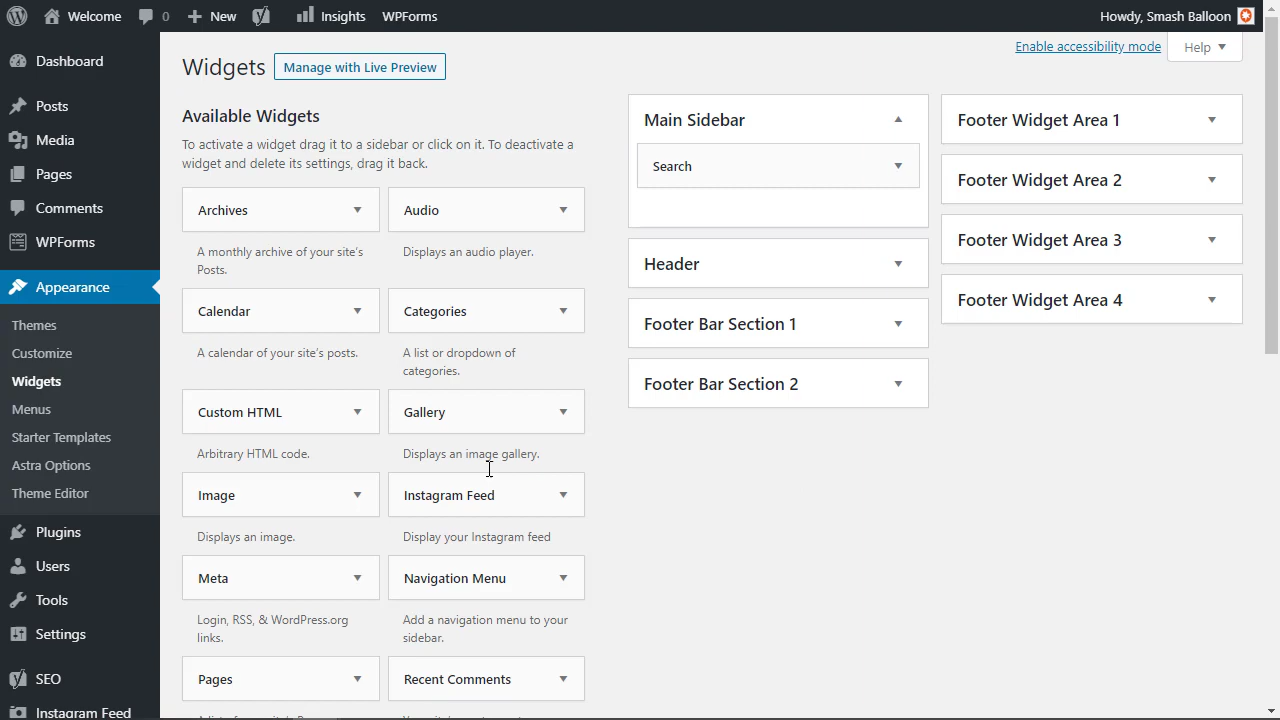 Welcome
0
New
Insights
WPForms
Howdy, Smash Balloon
Dashboard
Posts
Media
Pages
Comments
WPForms
Appearance
Themes
Customize
Widgets
Menus
Starter Templates
Astra Options
Theme Editor
Plugins
Users
Tools
Settings
SEO
Instagram Feed
Enable accessibility mode
Help
Widgets
Manage with Live Preview
Available Widgets
To activate a widget drag it to a sidebar or click on it. To deactivate a
widget and delete its settings, drag it back.
Archives
A monthly archive of your site's
Posts.
Audio
Displays an audio player.
Calendar
A calendar of your site's posts.
Categories
A list or dropdown of
categories.
Custom HTML
Arbitrary HTML code.
Gallery
Displays an image gallery.
Image
Displays an image.
Instagram Feed
Display your Instagram feed
Meta
Login, RSS, & WordPress.org
links.
Navigation Menu
Add a navigation menu to your
sidebar.
Pages
Recent Comments
Main Sidebar
Search
Header
Footer Bar Section 1
Footer Bar Section 2
Footer Widget Area 1
Footer Widget Area 2
Footer Widget Area 3
Footer Widget Area 4